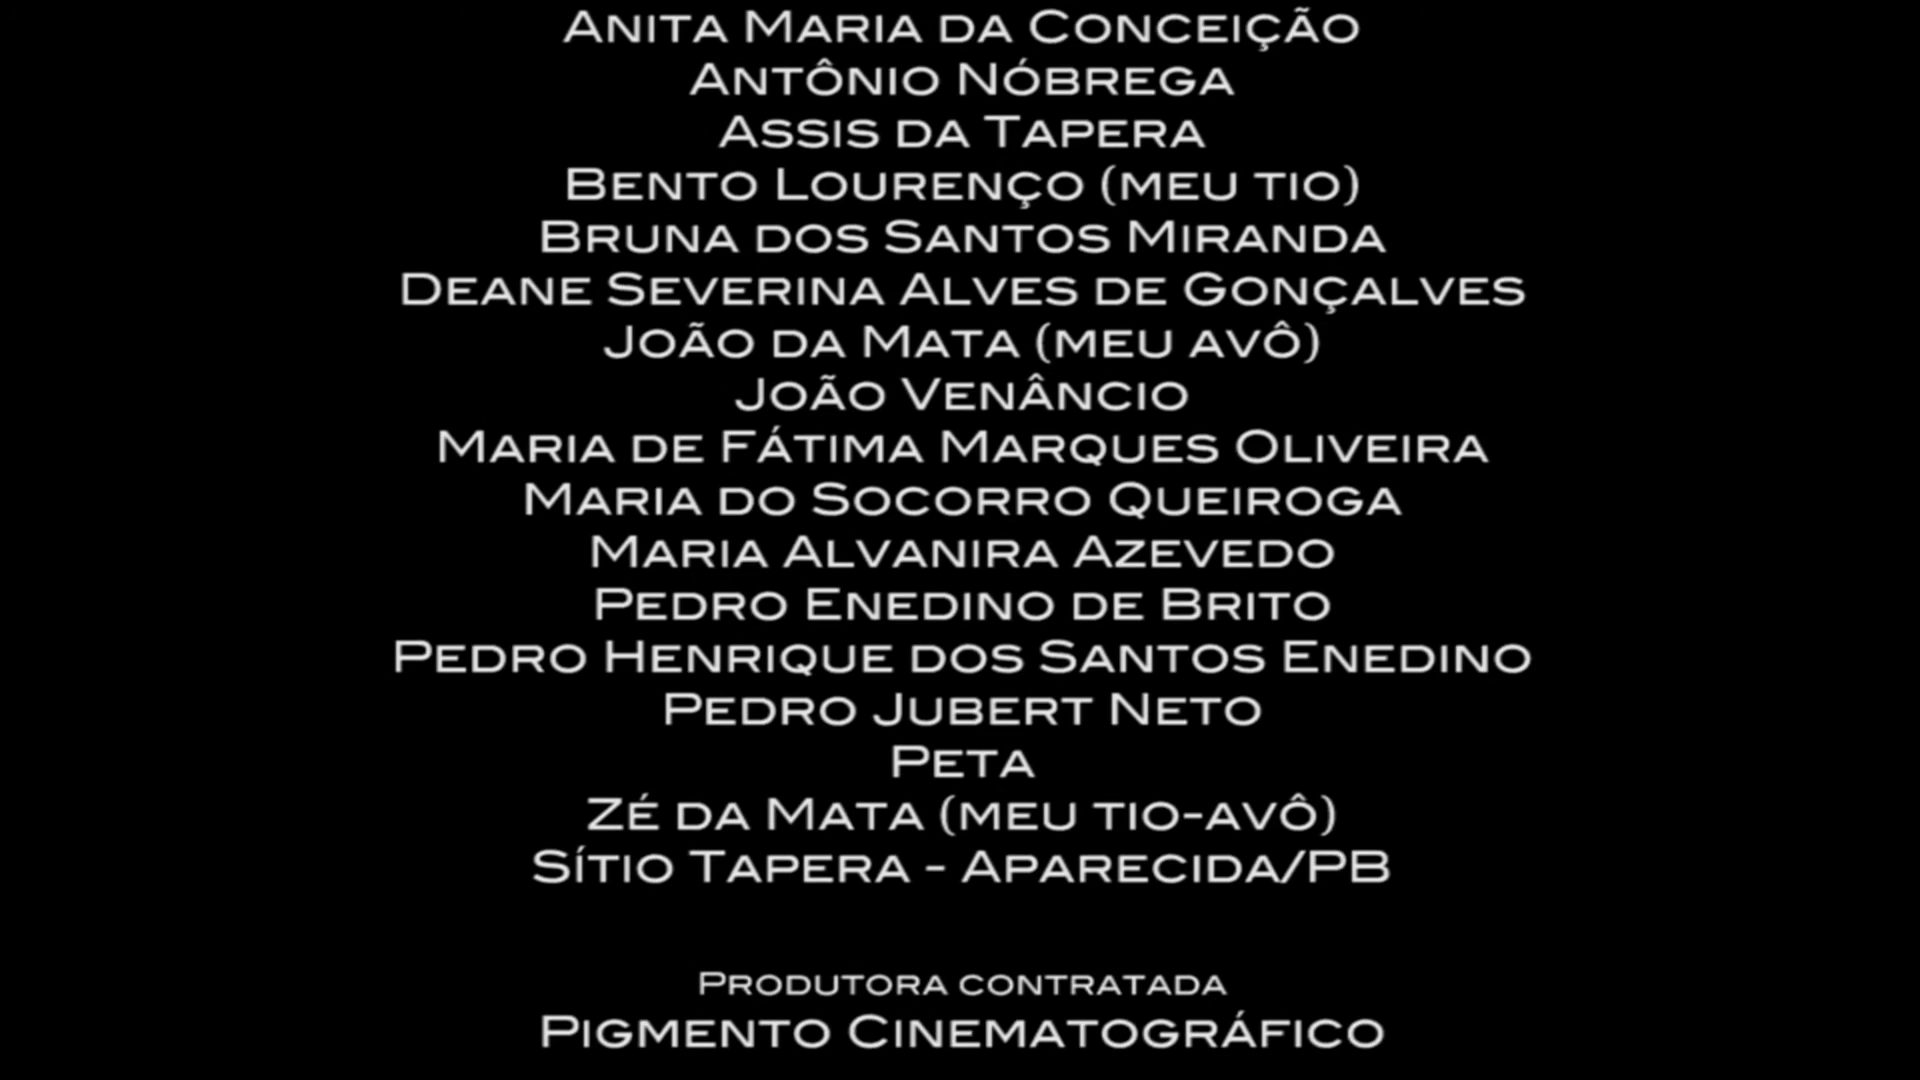 Anita Maria da Conceição
Antônio Nóbrega
Assis da Tapera
Bento Lourenço (meu tio)
Bruna dos Santos Miranda
Deane Severina Alves de Gonçalves
João da Mata (meu avô)
João Venâncio
Maria de Fátima Marques Oliveira
Maria do Socorro Queiroga
Maria Alvanira Azevedo
Pedro Enedino de Brito
Pedro Henrique dos Santos Enedino
Pedro Jubert Neto
Peta
Zé da Mata (meu tio-avô)
Sítio Tapera - Aparecida/PB
Produtora contratada
Pigmento Cinematográfico